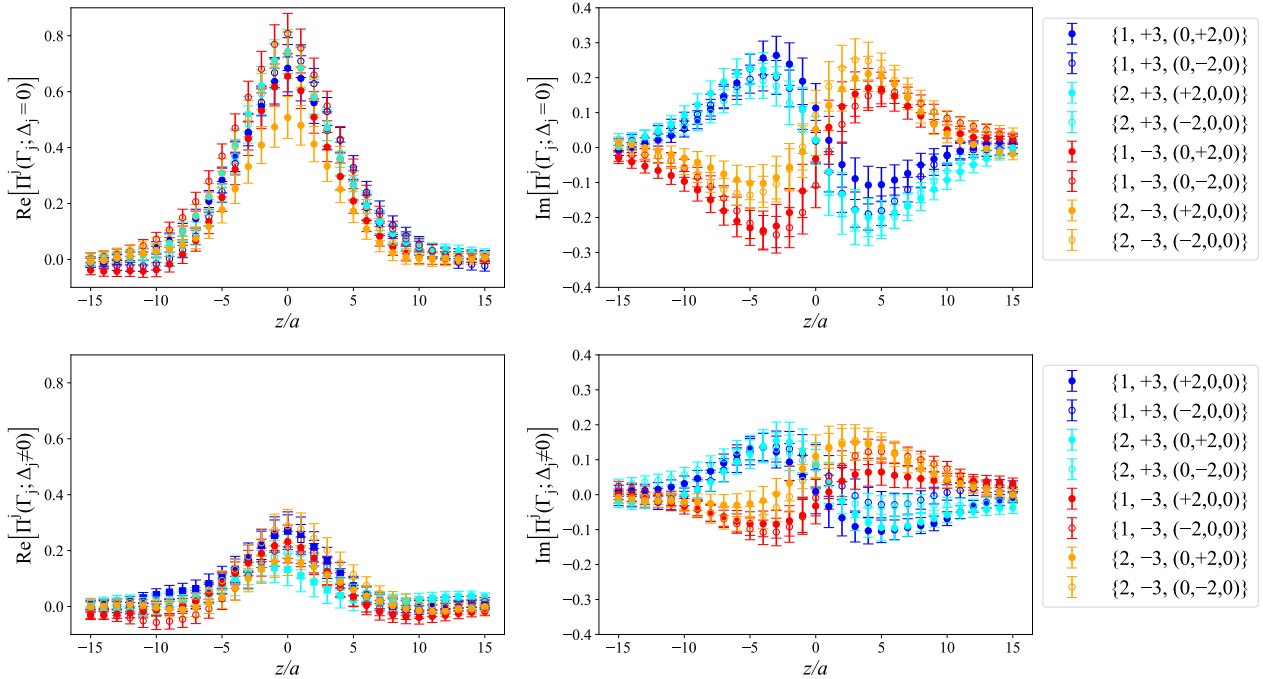 Re[Π^j(Γ_j; Δ_j = 0)]
0.8
0.6
0.4
0.2
0.0
−15 −10 −5 0 5 10 15
z/a
Im[Π^j(Γ_j; Δ_j = 0)]
0.4
0.3
0.2
0.1
0.0
−0.1
−0.2
−0.3
−0.4
−15 −10 −5 0 5 10 15
z/a
{1, +3, (0,+2,0)}
{1, +3, (0,−2,0)}
{2, +3, (+2,0,0)}
{2, +3, (−2,0,0)}
{1, −3, (0,+2,0)}
{1, −3, (0,−2,0)}
{2, −3, (+2,0,0)}
{2, −3, (−2,0,0)}
Re[Π^j(Γ_j; Δ_j≠0)]
0.8
0.6
0.4
0.2
0.0
−15 −10 −5 0 5 10 15
z/a
Im[Π^j(Γ_j; Δ_j≠0)]
0.4
0.3
0.2
0.1
0.0
−0.1
−0.2
−0.3
−0.4
−15 −10 −5 0 5 10 15
z/a
{1, +3, (+2,0,0)}
{1, +3, (−2,0,0)}
{2, +3, (0,+2,0)}
{2, +3, (0,−2,0)}
{1, −3, (+2,0,0)}
{1, −3, (−2,0,0)}
{2, −3, (0,+2,0)}
{2, −3, (0,−2,0)}